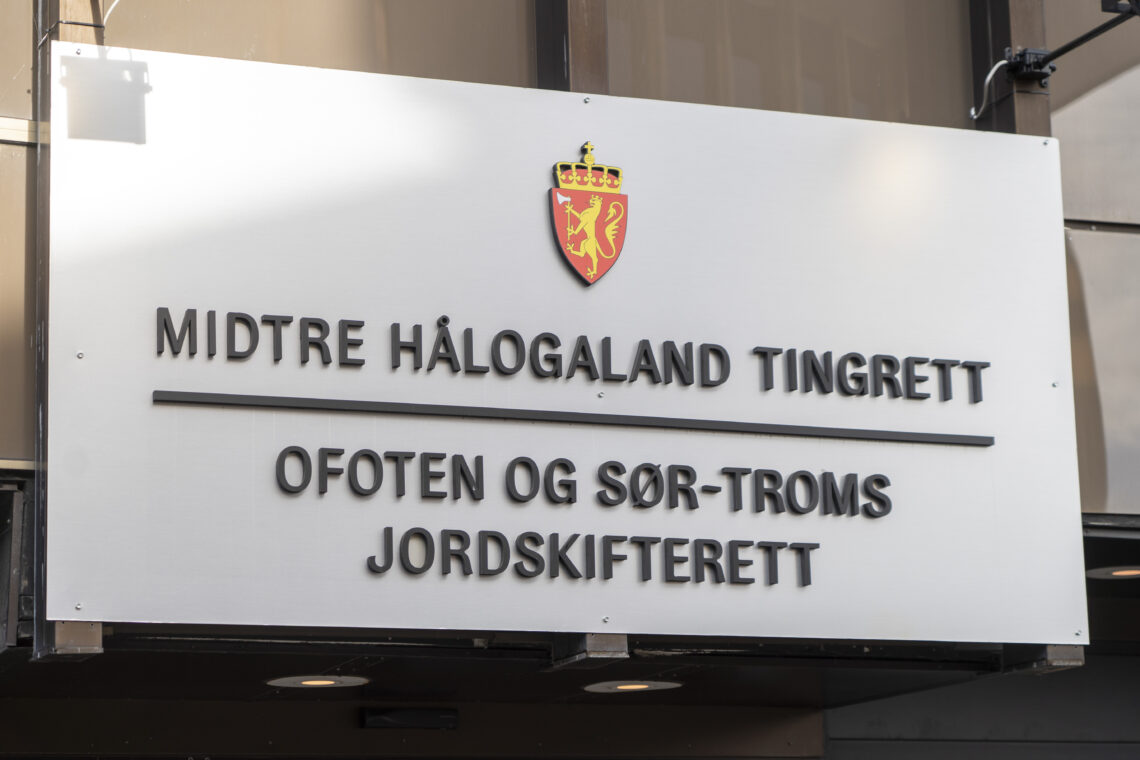 MIDTRE HÅLOGALAND TINGRETT
OFOTEN OG SØR-TROMS
JORDSKIFTERETT